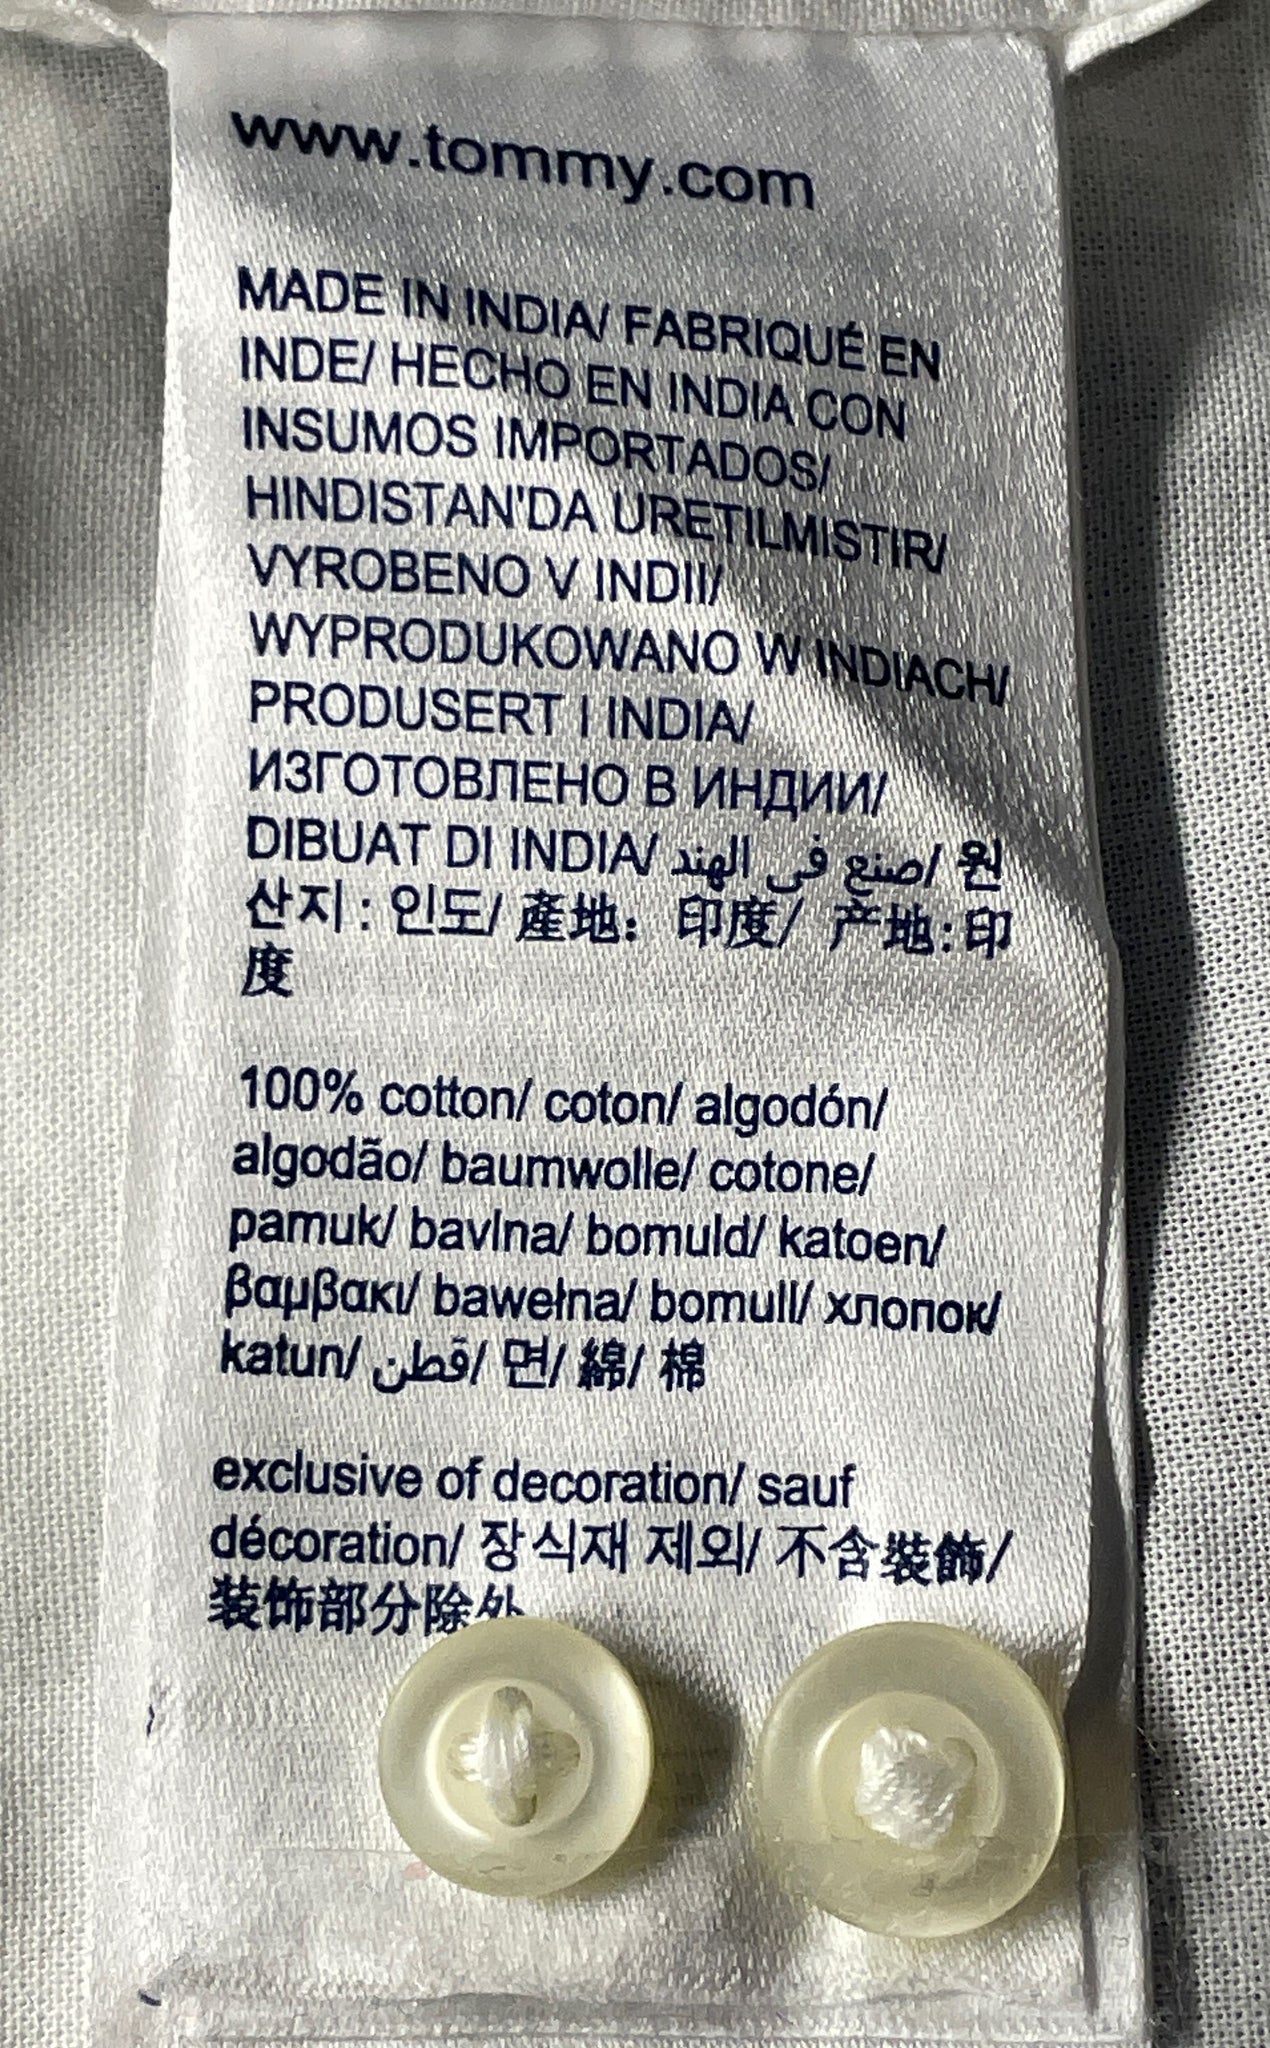 www.tommy.com
MADE IN INDIA/ FABRIQUÉ EN
INDE/ HECHO EN INDIA CON
INSUMOS IMPORTADOS/
HINDISTAN'DA URETILMISTIR/
VYROBENO V INDII/
WYPRODUKOWANO W INDIACH/
PRODUSERT I INDIA/
ИЗГОТОВЛЕНО В ИНДИИ/
DIBUAT DI INDIA/ صنع في الهند/ 원
산지 : 인도/ 產地： 印度/ 产地:印
度
100% cotton/ coton/ algodón/
algodão/ baumwolle/ cotone/
pamuk/ bavlna/ bomuld/ katoen/
βαμβακι/ bawełna/ bomull/ хлопок/
katun/ قطن/ 면/ 綿/ 棉
exclusive of decoration/ sauf
décoration/ 장식재 제외/ 不含裝飾/
装饰部分除外